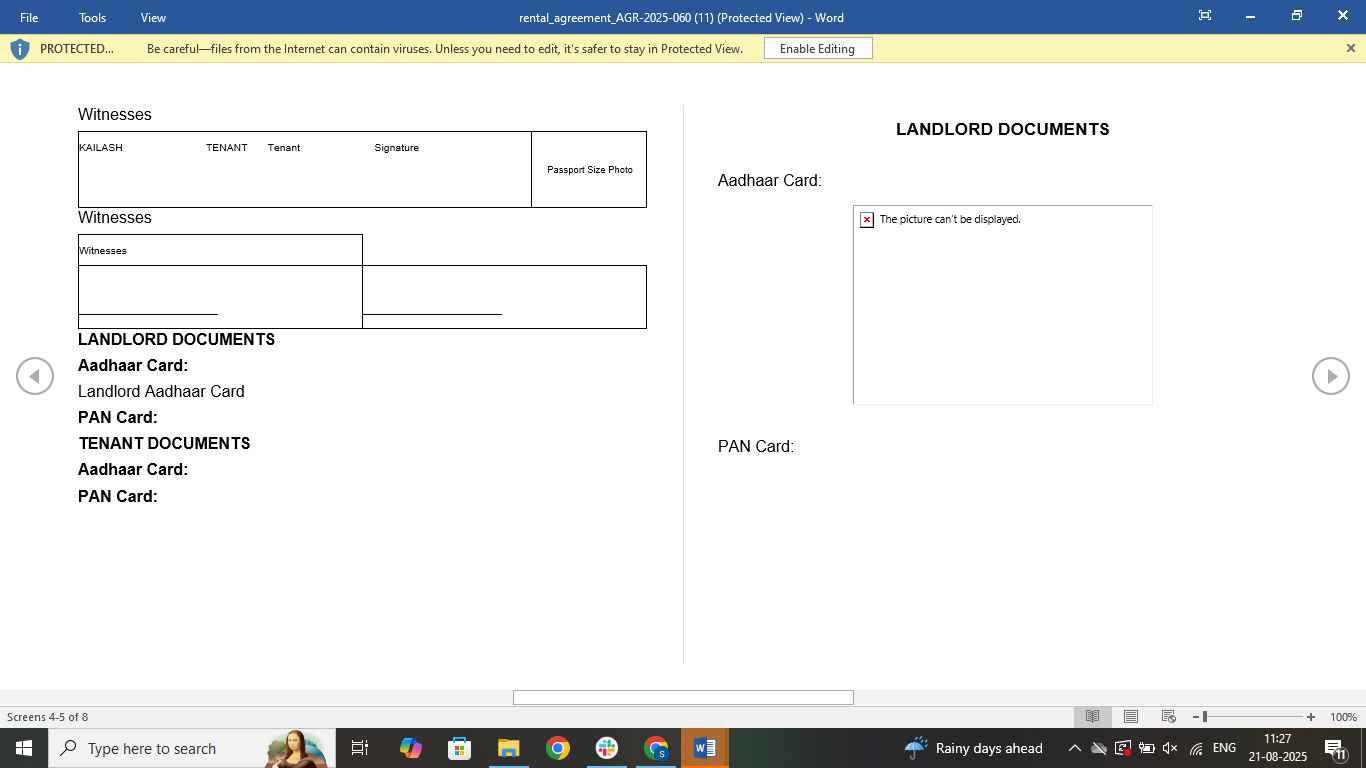 File Tools View rental_agreement_AGR-2025-060 (11) (Protected View) - Word
PROTECTED... Be careful—files from the Internet can contain viruses. Unless you need to edit, it's safer to stay in Protected View. Enable Editing
Witnesses
KAILASH TENANT Tenant Signature
Passport Size Photo
Witnesses
Witnesses
LANDLORD DOCUMENTS
Aadhaar Card:
Landlord Aadhaar Card
PAN Card:
TENANT DOCUMENTS
Aadhaar Card:
PAN Card:
LANDLORD DOCUMENTS
Aadhaar Card:
The picture can't be displayed.
PAN Card:
Screens 4-5 of 8
100%
Type here to search
Rainy days ahead
ENG
11:27
21-08-2025
11